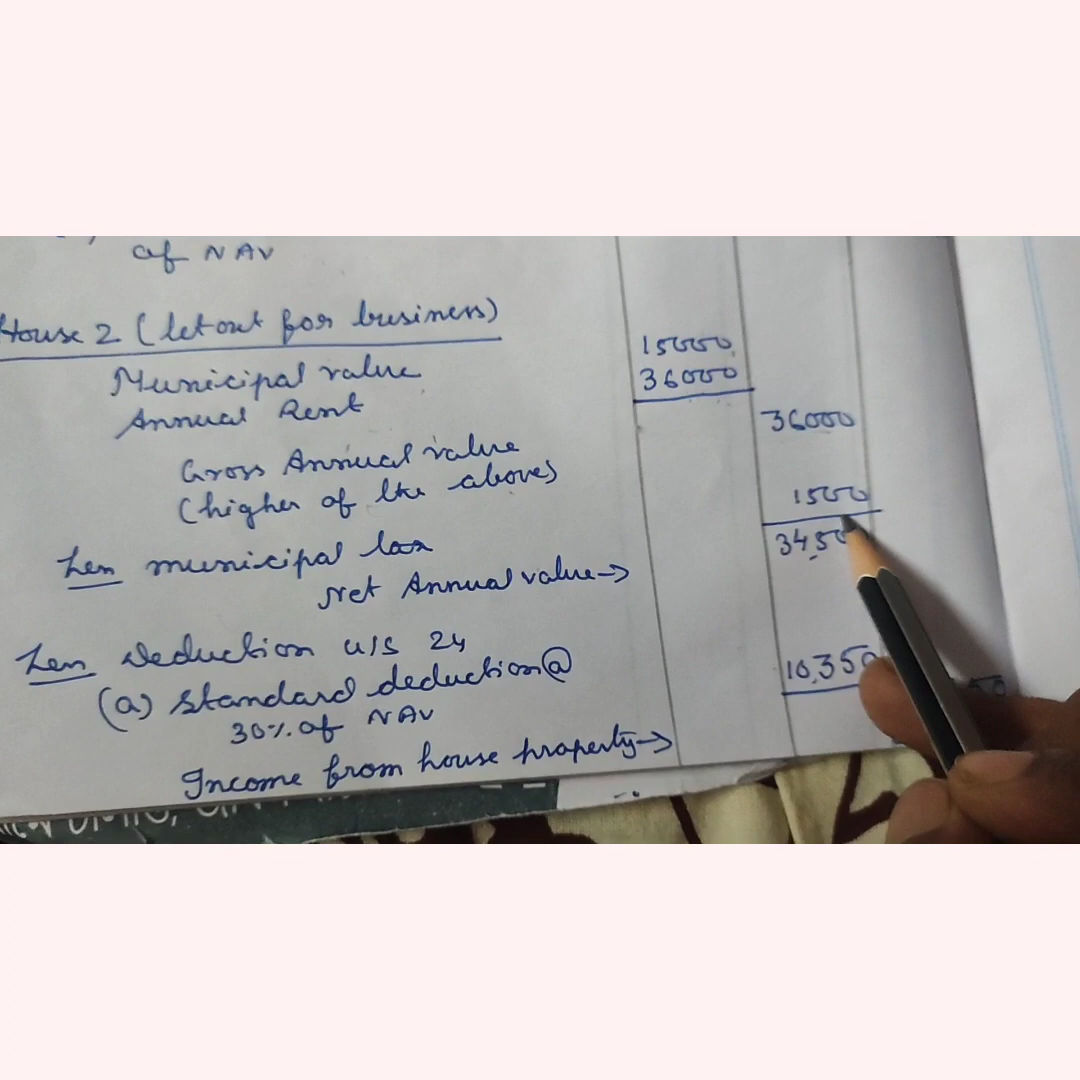 of NAV
House 2 (let out for business)
Municipal value 15000
Annual Rent 36000
Gross Annual value 36000
(higher of the above)
Less municipal tax 1500
Net Annual value→
Less Deduction u/s 24
(a) Standard deduction@ 10,350
30% of NAV
Income from house property→